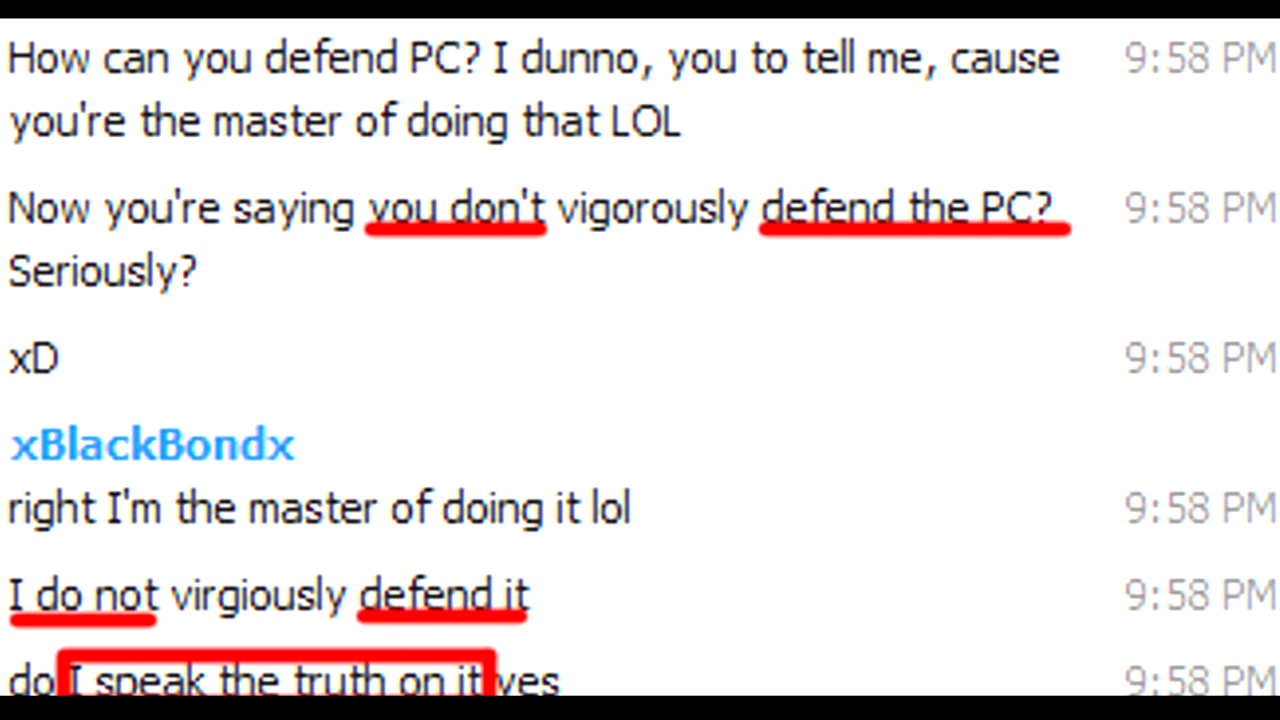 How can you defend PC? I dunno, you to tell me, cause 9:58 PM
you're the master of doing that LOL
Now you're saying you don't vigorously defend the PC? 9:58 PM
Seriously?
xD 9:58 PM
xBlackBondx
right I'm the master of doing it lol 9:58 PM
I do not virgiously defend it 9:58 PM
do I speak the truth on it yes 9:58 PM